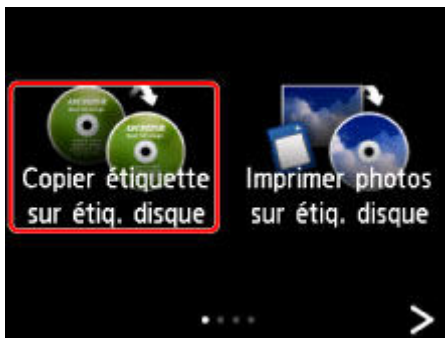 Copier étiquette
sur étiq. disque
Imprimer photos
sur étiq. disque